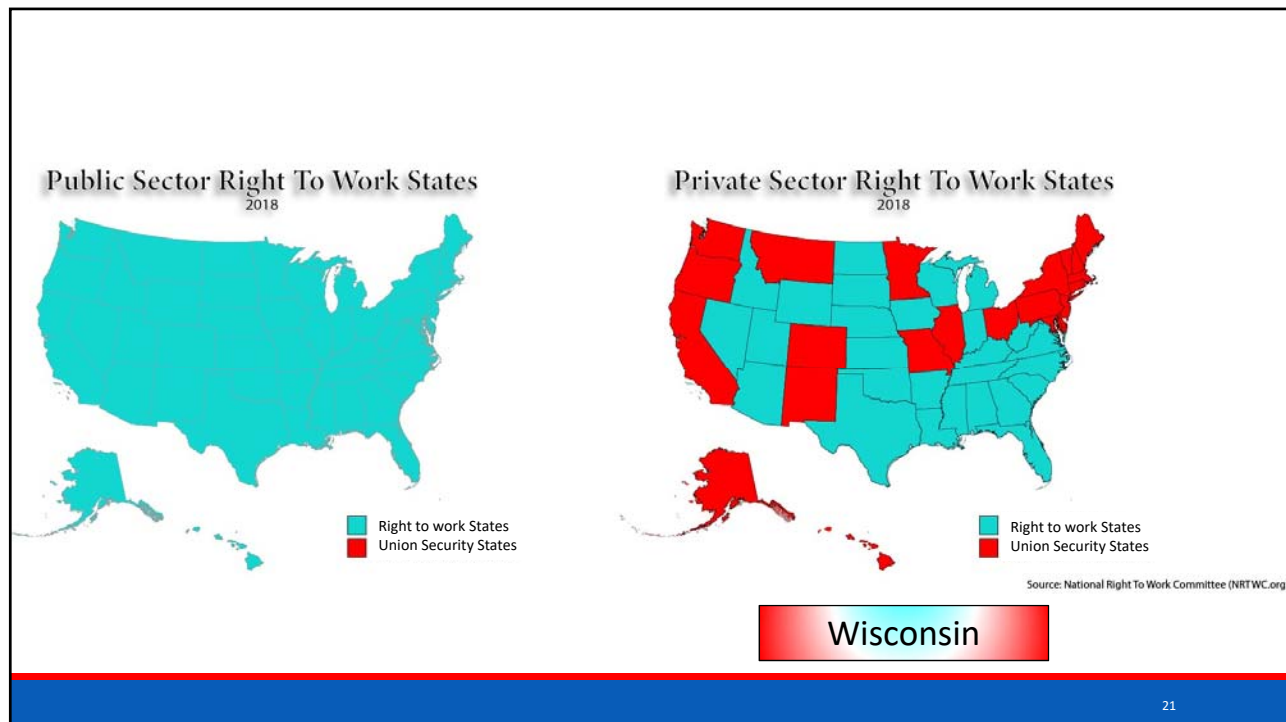 Public Sector Right To Work States
2018
Right to work States
Union Security States
Private Sector Right To Work States
2018
Right to work States
Union Security States
Source: National Right To Work Committee (NRTWC.org
Wisconsin
21